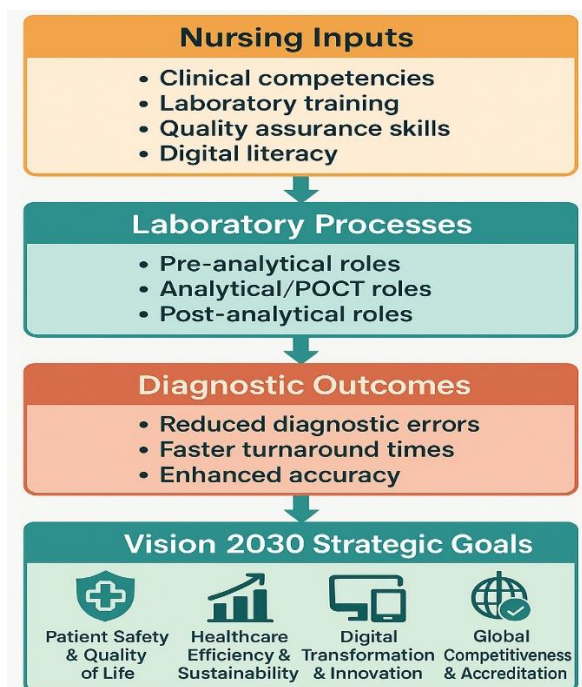 Nursing Inputs
• Clinical competencies
• Laboratory training
• Quality assurance skills
• Digital literacy
Laboratory Processes
• Pre-analytical roles
• Analytical/POCT roles
• Post-analytical roles
Diagnostic Outcomes
• Reduced diagnostic errors
• Faster turnaround times
• Enhanced accuracy
Vision 2030 Strategic Goals
Patient Safety
& Quality
of Life
Healthcare
Efficiency &
Sustainability
Digital
Transformation
& Innovation
Global
Competitiveness
& Accreditation